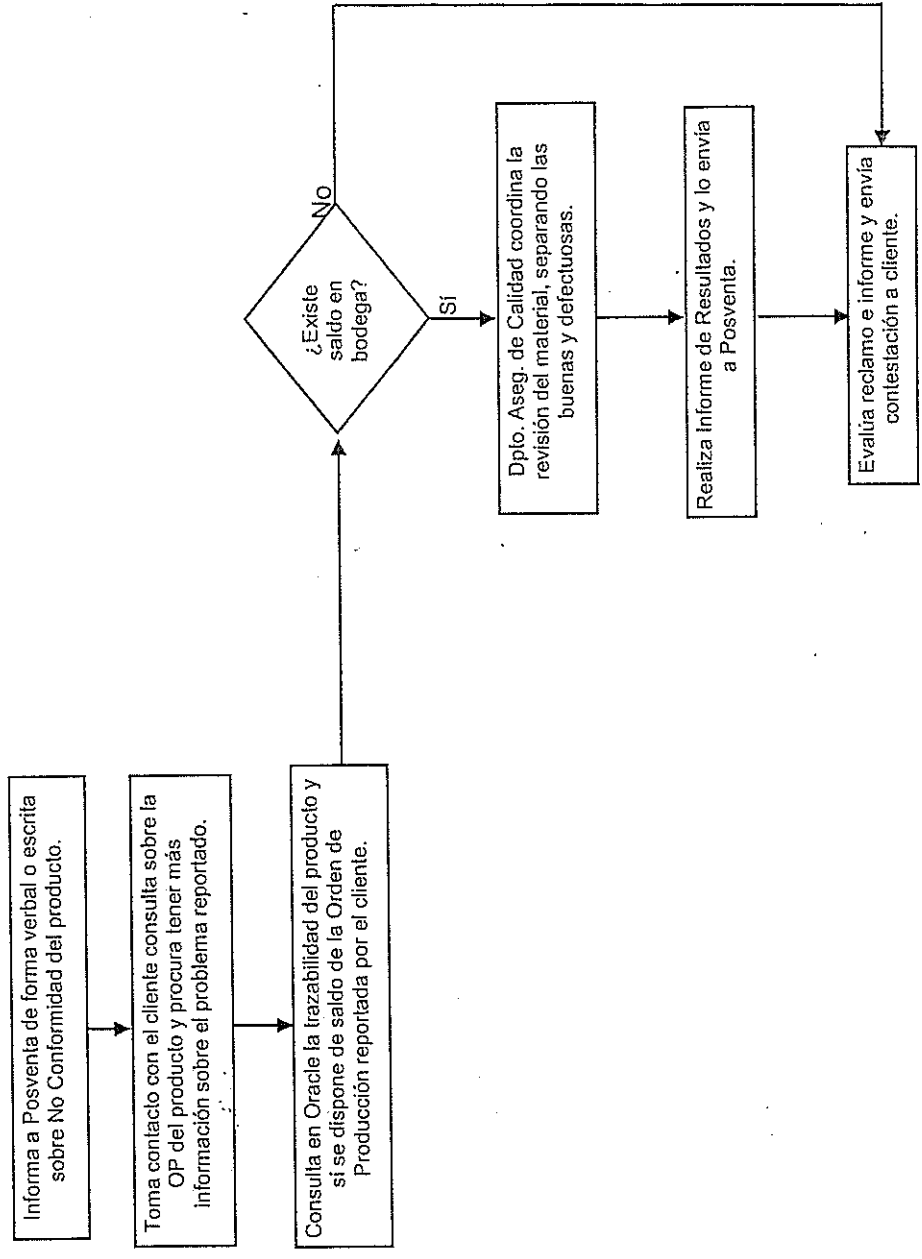 Informa a Posventa de forma verbal o escrita
sobre No Conformidad del producto.
Toma contacto con el cliente consulta sobre la
OP del producto y procura tener más
información sobre el problema reportado.
Consulta en Oracle la trazabilidad del producto y
si se dispone de saldo de la Orden de
Producción reportada por el cliente.
¿Existe
saldo en
bodega?
No
Sí
Dpto. Aseg. de Calidad coordina la
revisión del material, separando las
buenas y defectuosas.
Realiza Informe de Resultados y lo envía
a Posventa.
Evalúa reclamo e informe y envía
contestación a cliente.